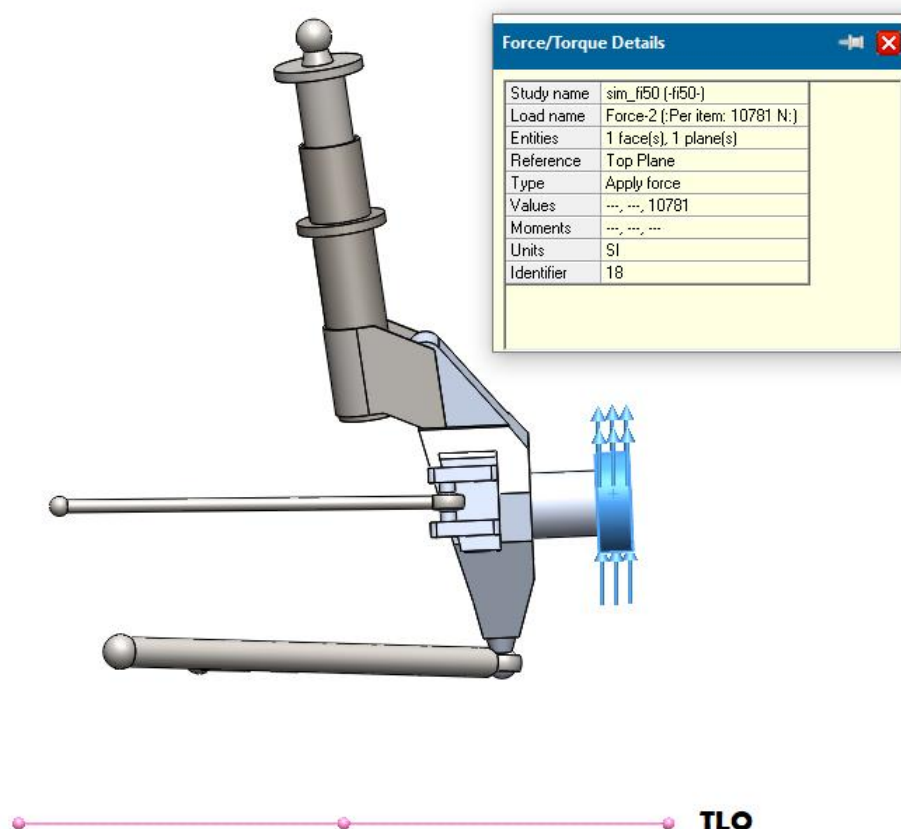 Force/Torque Details
Study name sim_fi50 (-fi50-)
Load name Force-2 (:Per item: 10781 N:)
Entities 1 face(s), 1 plane(s)
Reference Top Plane
Type Apply force
Values ---, ---, 10781
Moments ---, ---, ---
Units SI
Identifier 18
TLO